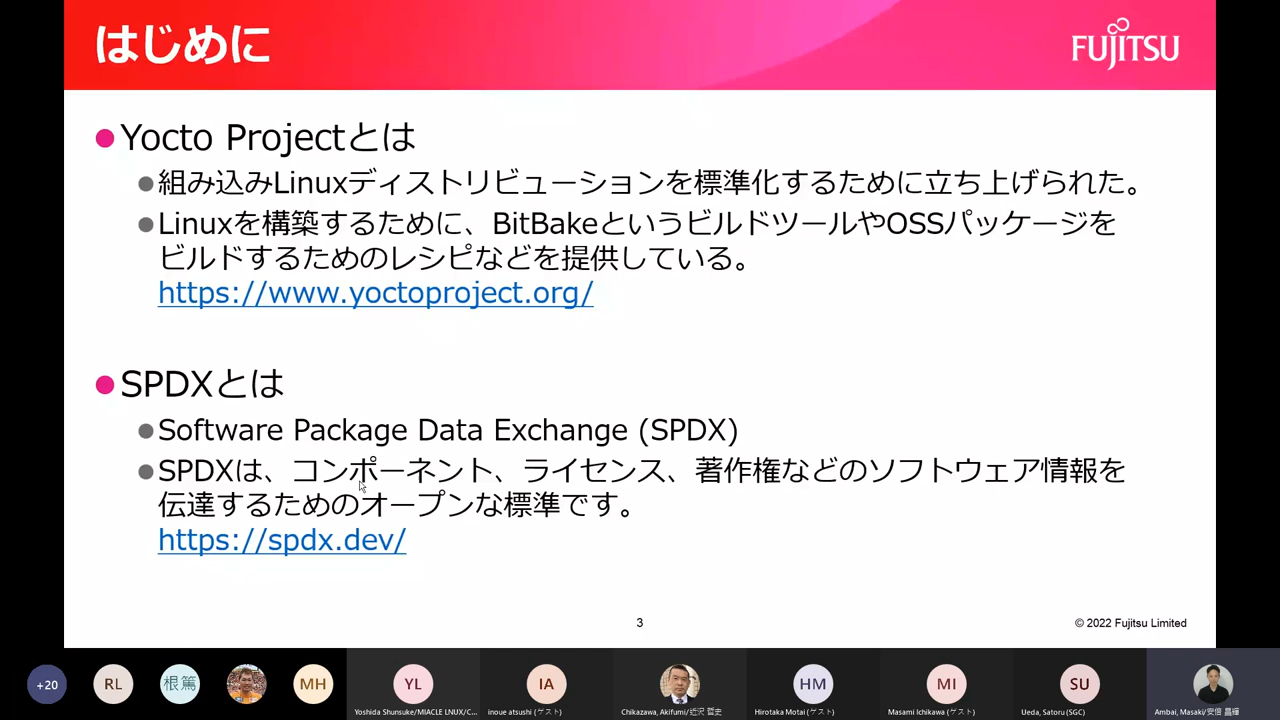 はじめに
FUJITSU
Yocto Projectとは
組み込みLinuxディストリビューションを標準化するために立ち上げられた。
Linuxを構築するために、BitBakeというビルドツールやOSSパッケージを
ビルドするためのレシピなどを提供している。
https://www.yoctoproject.org/
SPDXとは
Software Package Data Exchange (SPDX)
SPDXは、コンポーネント、ライセンス、著作権などのソフトウェア情報を
伝達するためのオープンな標準です。
https://spdx.dev/
3
© 2022 Fujitsu Limited
+20
RL
根 篤
MH
YL
IA
HM
MI
SU
Yoshida Shunsuke/MIACLE LNUX/C...
inoue atsushi (ゲスト)
Chikazawa, Akifumi/近沢 哲史
Hirotaka Motai (ゲスト)
Masami Ichikawa (ゲスト)
Ueda, Satoru (SGC)
Ambai, Masaki/安倍 昌輝